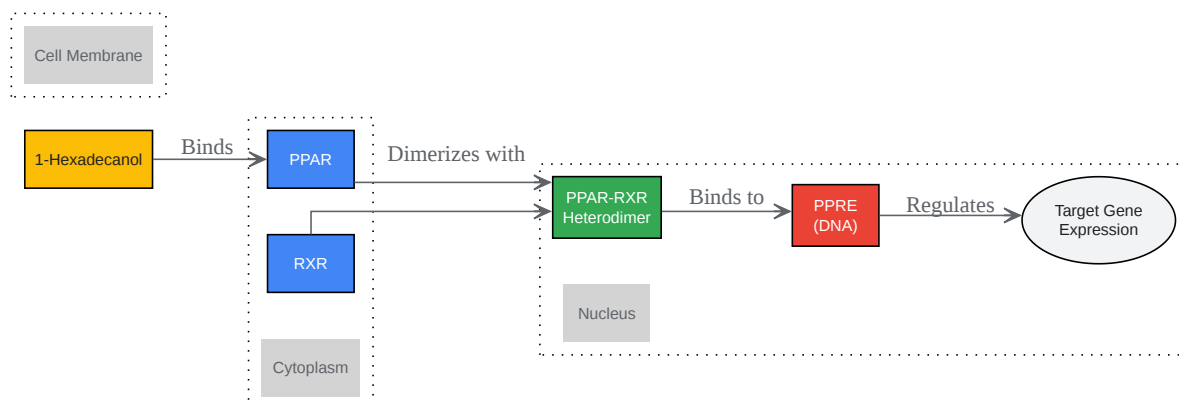 Cell Membrane
1-Hexadecanol
Binds
PPAR
Dimerizes with
RXR
Cytoplasm
PPAR-RXR
Heterodimer
Binds to
PPRE
(DNA)
Regulates
Target Gene
Expression
Nucleus